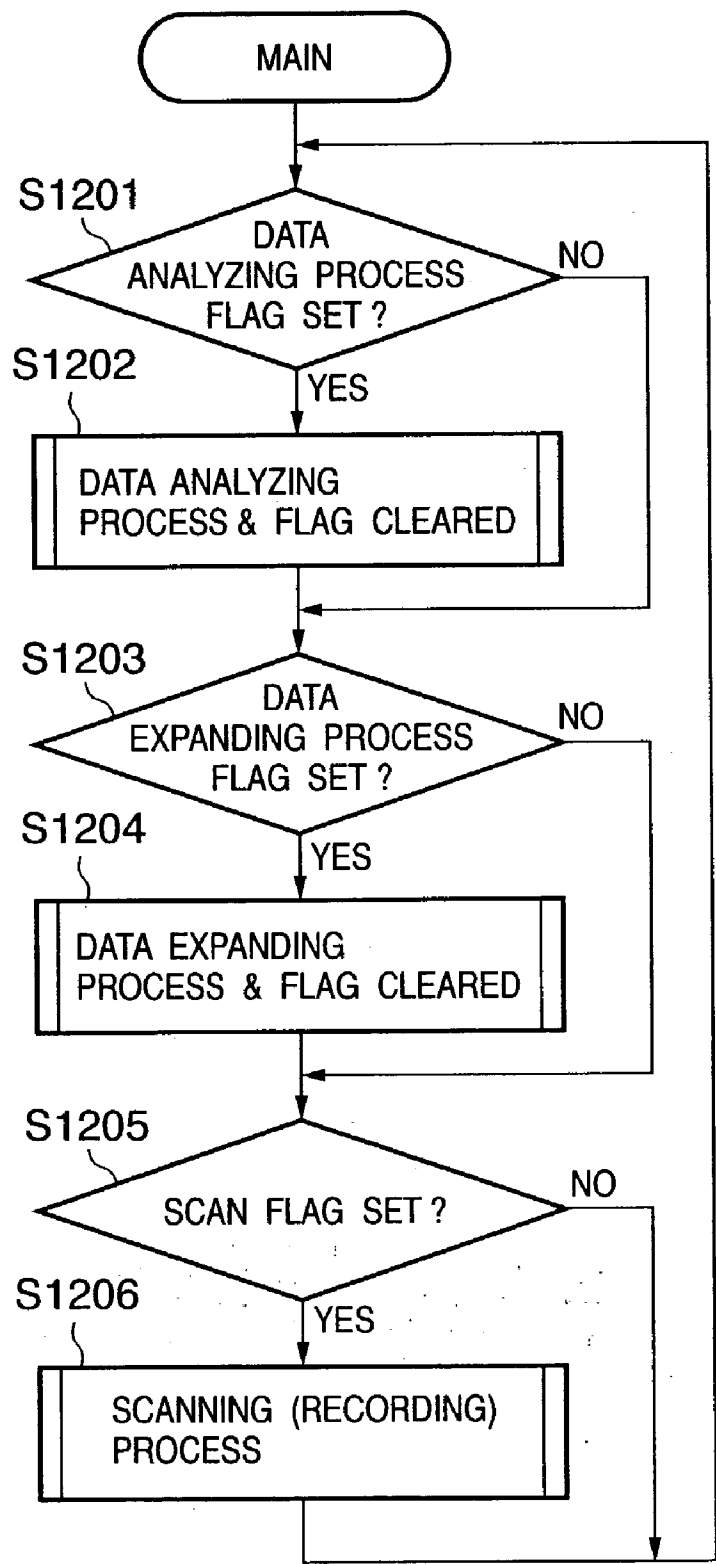 MAIN
S1201
DATA
ANALYZING PROCESS
FLAG SET ?
NO
YES
S1202
DATA ANALYZING
PROCESS & FLAG CLEARED
S1203
DATA
EXPANDING PROCESS
FLAG SET ?
NO
YES
S1204
DATA EXPANDING
PROCESS & FLAG CLEARED
S1205
SCAN FLAG SET ?
NO
YES
S1206
SCANNING (RECORDING)
PROCESS